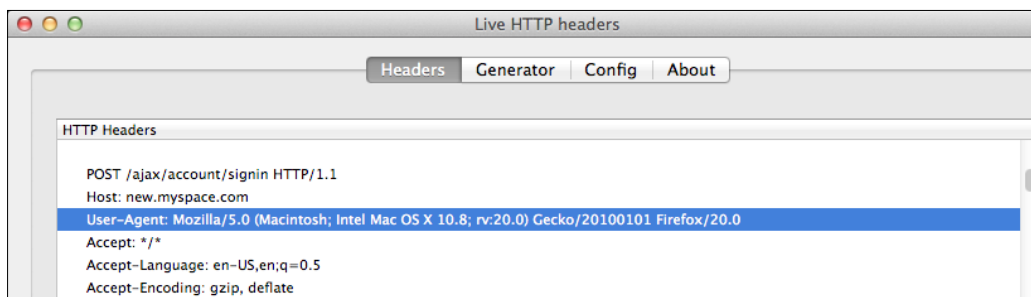 Live HTTP headers
Headers Generator Config About
HTTP Headers
POST /ajax/account/signin HTTP/1.1
Host: new.myspace.com
User-Agent: Mozilla/5.0 (Macintosh; Intel Mac OS X 10.8; rv:20.0) Gecko/20100101 Firefox/20.0
Accept: */*
Accept-Language: en-US,en;q=0.5
Accept-Encoding: gzip, deflate